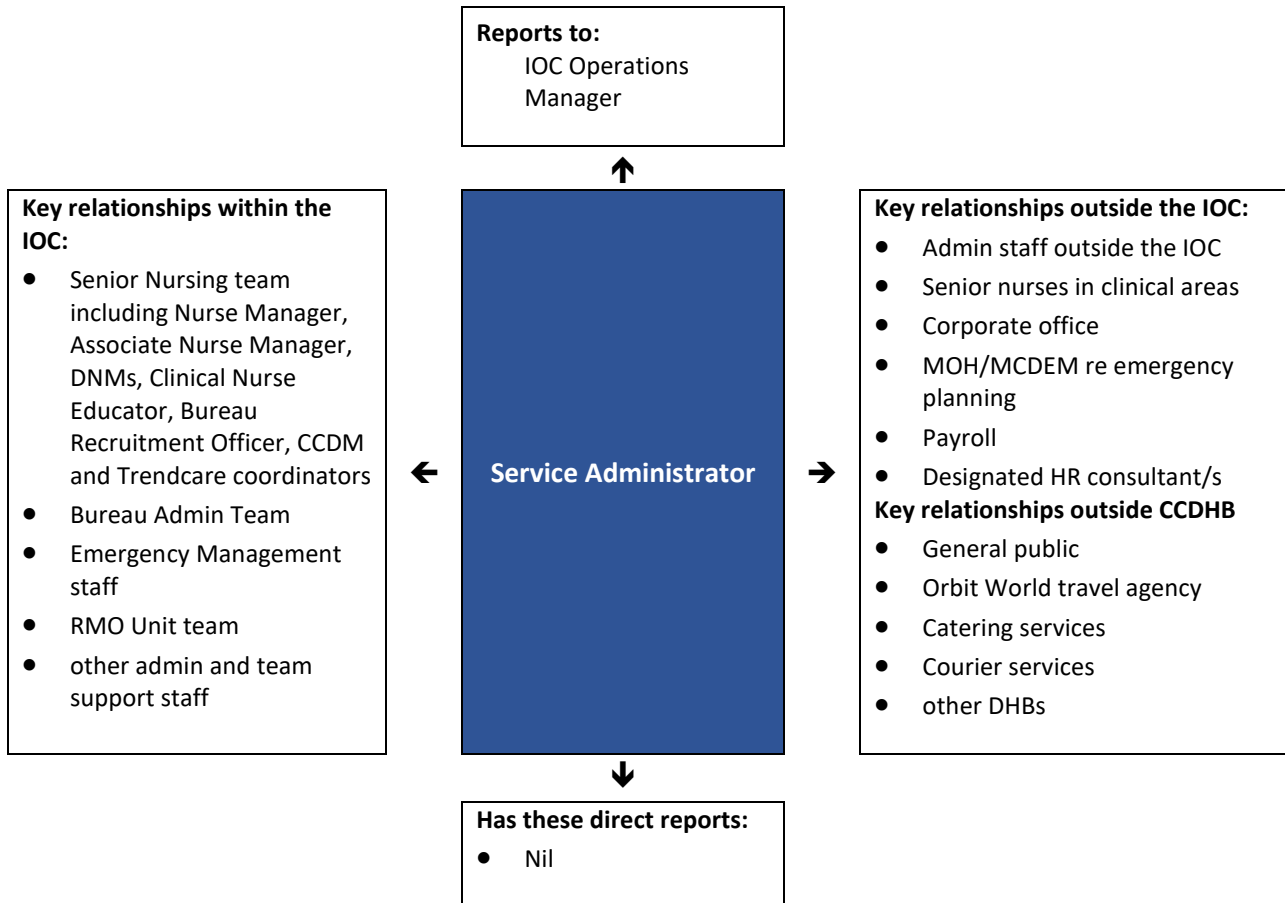 Reports to:
IOC Operations
Manager
Key relationships within the
IOC:
● Senior Nursing team
including Nurse Manager,
Associate Nurse Manager,
DNMs, Clinical Nurse
Educator, Bureau
Recruitment Officer, CCDM
and Trendcare coordinators
● Bureau Admin Team
● Emergency Management
staff
● RMO Unit team
● other admin and team
support staff
Service Administrator
Key relationships outside the IOC:
● Admin staff outside the IOC
● Senior nurses in clinical areas
● Corporate office
● MOH/MCDEM re emergency
planning
● Payroll
● Designated HR consultant/s
Key relationships outside CCDHB
● General public
● Orbit World travel agency
● Catering services
● Courier services
● other DHBs
Has these direct reports:
● Nil